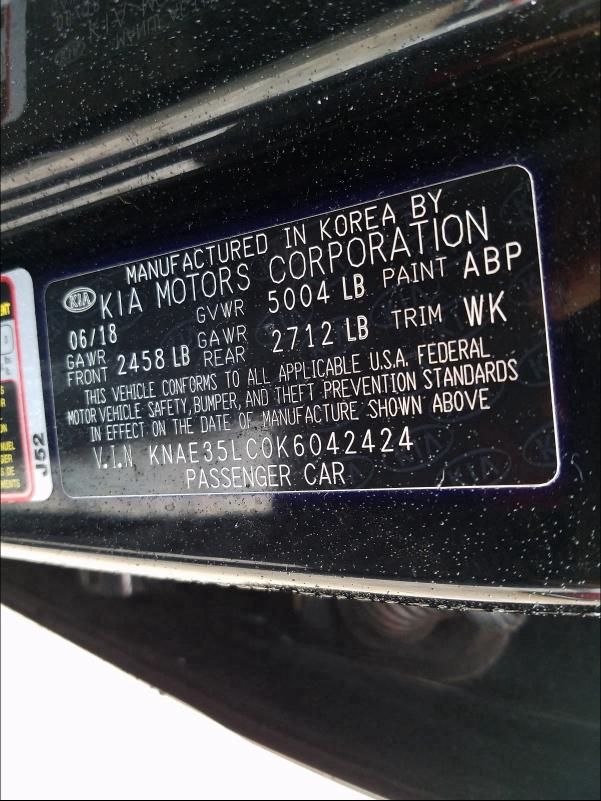 MANUFACTURED IN KOREA BY
KIA KIA MOTORS CORPORATION
06/18 GVWR 5004 LB PAINT ABP
GAWR FRONT 2458 LB GAWR REAR 2712 LB TRIM WK
THIS VEHICLE CONFORMS TO ALL APPLICABLE U.S.A. FEDERAL
MOTOR VEHICLE SAFETY, BUMPER, AND THEFT PREVENTION STANDARDS
IN EFFECT ON THE DATE OF MANUFACTURE SHOWN ABOVE
V.I.N KNAE35LC0K6042424
PASSENGER CAR
J52